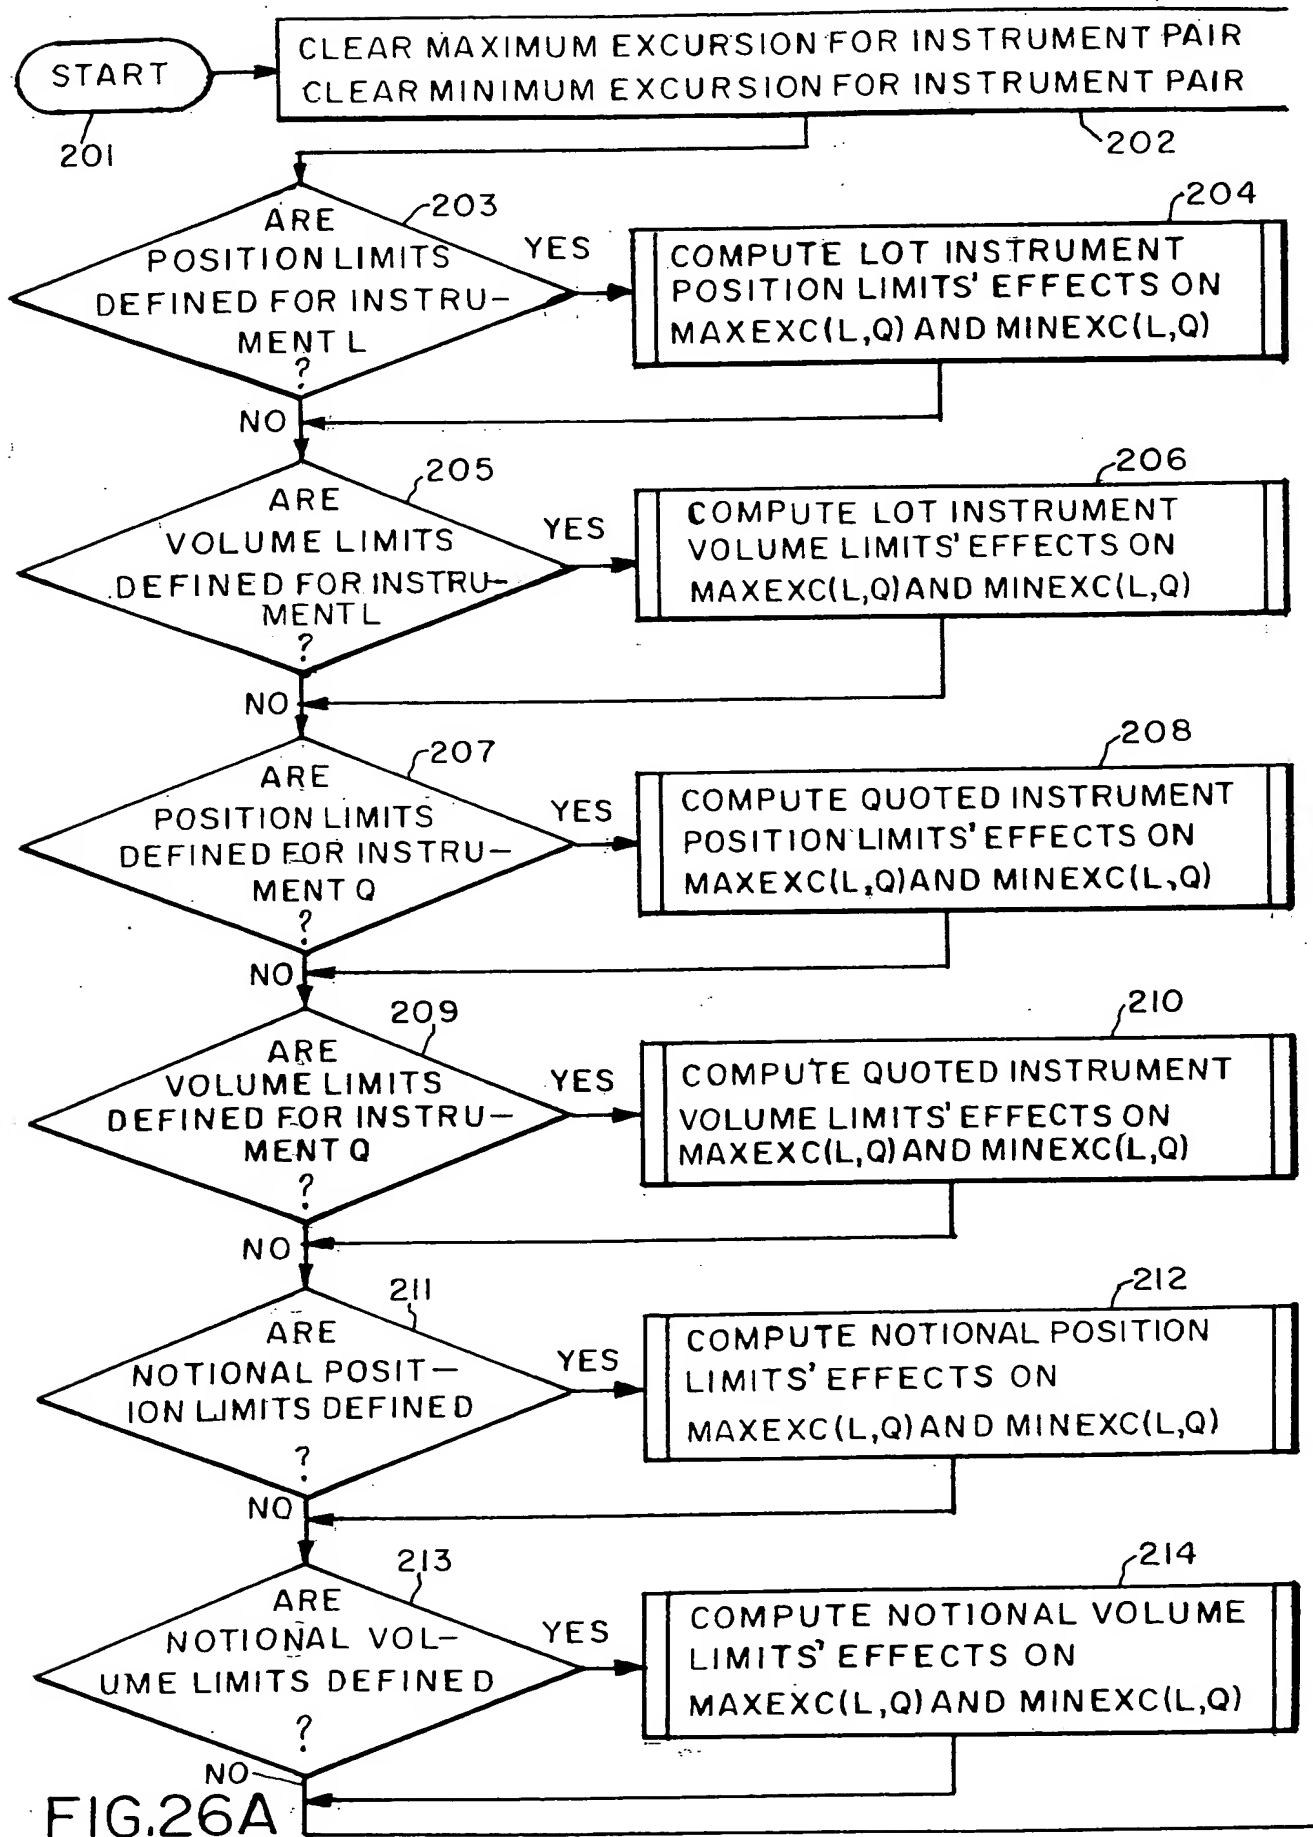 START
CLEAR MAXIMUM EXCURSION FOR INSTRUMENT PAIR
CLEAR MINIMUM EXCURSION FOR INSTRUMENT PAIR
201
202
ARE
POSITION LIMITS
DEFINED FOR INSTRU-
MENT L
?
203
YES
NO
204
COMPUTE LOT INSTRUMENT
POSITION LIMITS' EFFECTS ON
MAXEXC(L,Q) AND MINEXC(L,Q)
ARE
VOLUME LIMITS
DEFINED FOR INSTRU-
MENT L
?
205
YES
NO
206
COMPUTE LOT INSTRUMENT
VOLUME LIMITS' EFFECTS ON
MAXEXC(L,Q) AND MINEXC(L,Q)
ARE
POSITION LIMITS
DEFINED FOR INSTRU-
MENT Q
?
207
YES
NO
208
COMPUTE QUOTED INSTRUMENT
POSITION LIMITS' EFFECTS ON
MAXEXC(L,Q) AND MINEXC(L,Q)
ARE
VOLUME LIMITS
DEFINED FOR INSTRU-
MENT Q
?
209
YES
NO
210
COMPUTE QUOTED INSTRUMENT
VOLUME LIMITS' EFFECTS ON
MAXEXC(L,Q) AND MINEXC(L,Q)
ARE
NOTIONAL POSIT-
ION LIMITS DEFINED
?
211
YES
NO
212
COMPUTE NOTIONAL POSITION
LIMITS' EFFECTS ON
MAXEXC(L,Q) AND MINEXC(L,Q)
ARE
NOTIONAL VOL-
UME LIMITS DEFINED
?
213
YES
NO
214
COMPUTE NOTIONAL VOLUME
LIMITS' EFFECTS ON
MAXEXC(L,Q) AND MINEXC(L,Q)
FIG.26A